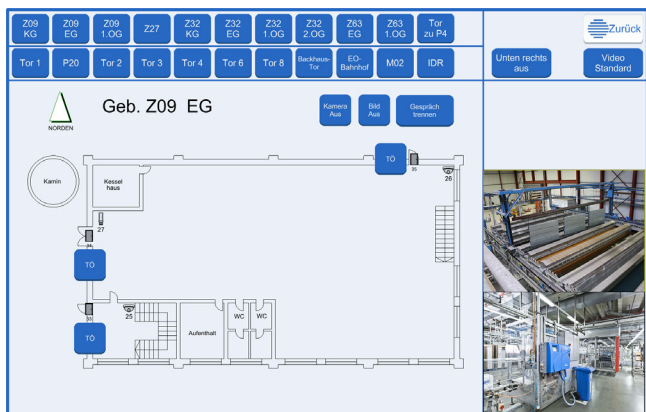 Z09 KG
Z09 EG
Z09 1.OG
Z27
Z32 KG
Z32 EG
Z32 1.OG
Z32 2.OG
Z63 EG
Z63 1.OG
Tor zu P4
Zurück
Tor 1
P20
Tor 2
Tor 3
Tor 4
Tor 6
Tor 8
Backhaus-Tor
EO-Bahnhof
M02
IDR
Unten rechts aus
Video Standard
NORDEN
Geb. Z09 EG
Kamera Aus
Bild Aus
Gespräch trennen
TÖ
35
26
Kamin
Kessel haus
27
34
TÖ
33
25
TÖ
Aufenthalt
WC
WC